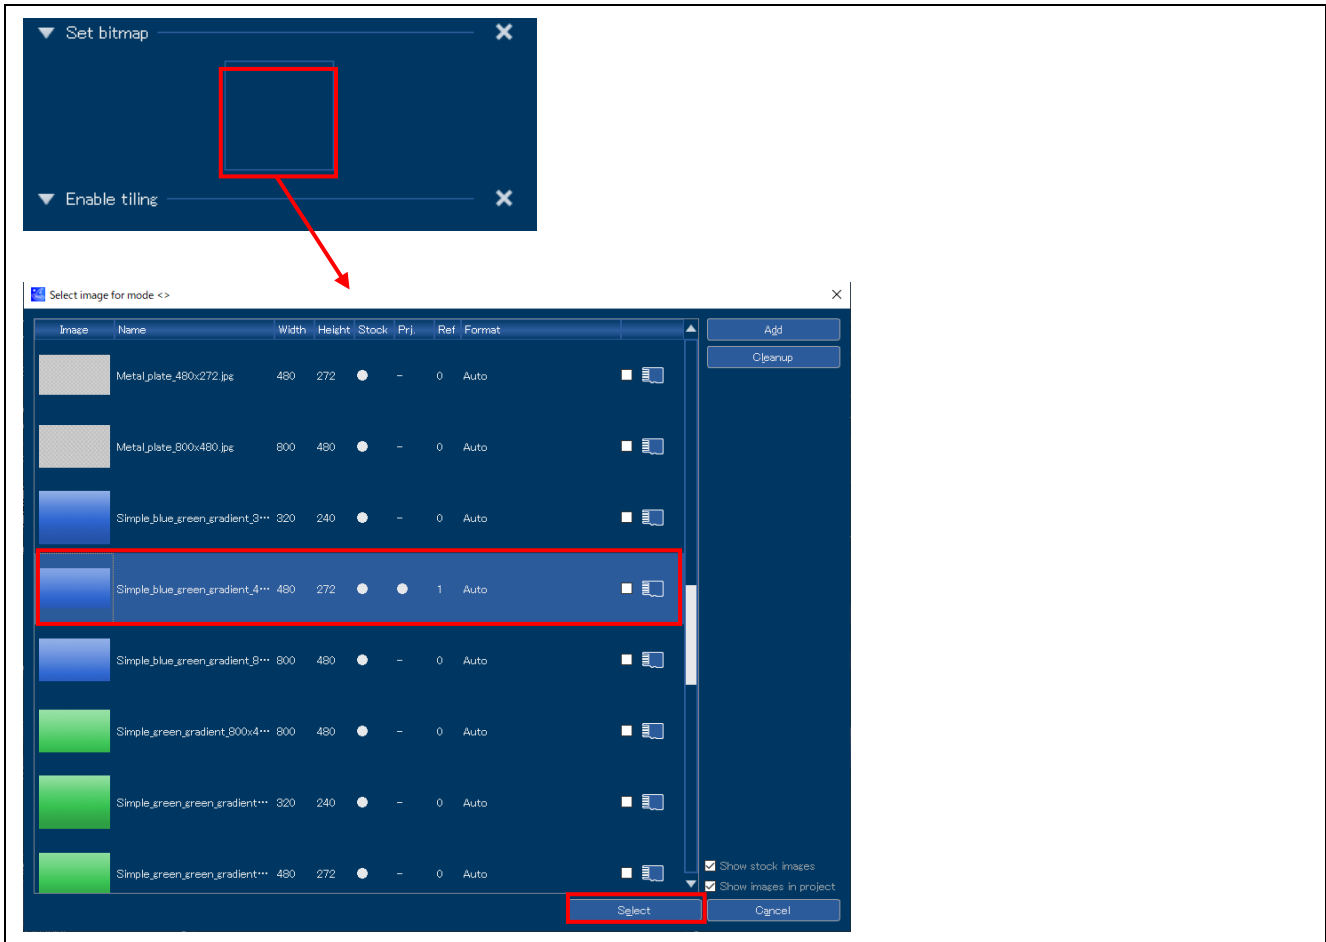 Set bitmap
Enable tiling
Select image for mode <>
Image Name Width Height Stock Prj. Ref Format
Add
Cleanup
Metal_plate_480x272.jpg 480 272 - 0 Auto
Metal_plate_800x480.jpg 800 480 - 0 Auto
Simple_blue_green_gradient_3… 320 240 - 0 Auto
Simple_blue_green_gradient_4… 480 272 1 Auto
Simple_blue_green_gradient_8… 800 480 - 0 Auto
Simple_green_gradient_800x4… 800 480 - 0 Auto
Simple_green_green_gradient… 320 240 - 0 Auto
Simple_green_green_gradient… 480 272 - 0 Auto
Show stock images
Show images in project
Select
Cancel